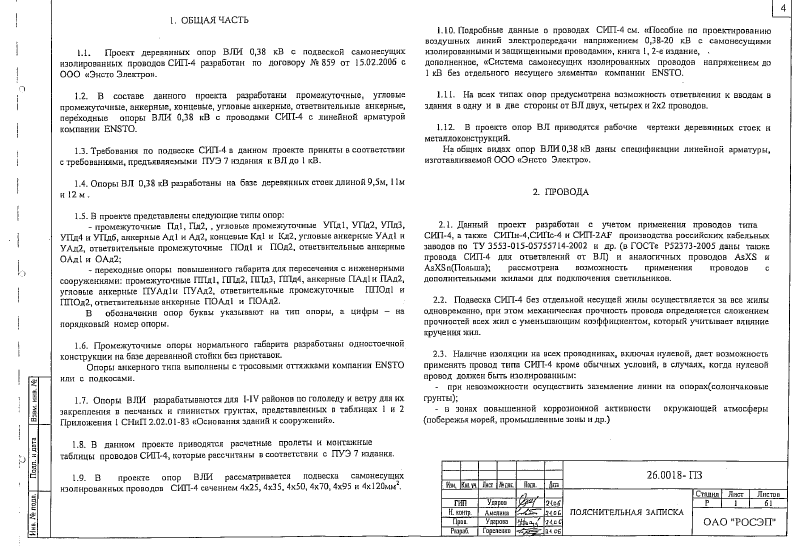 4
1. ОБЩАЯ ЧАСТЬ
1.1. Проект деревянных опор ВЛИ 0,38 кВ с подвеской самонесущих
изолированных проводов СИП-4 разработан по договору № 859 от 15.02.2006 с
ООО «Энсто Электро».
1.2. В составе данного проекта разработаны промежуточные, угловые
промежуточные, анкерные, концевые, угловые анкерные, ответвительные анкерные,
переходные опоры ВЛИ 0,38 кВ с проводами СИП-4 с линейной арматурой
компании ENSTO.
1.3. Требования по подвеске СИП-4 в данном проекте приняты в соответствии
с требованиями, предъявляемыми ПУЭ 7 издания к ВЛ до 1 кВ.
1.4. Опоры ВЛ 0,38 кВ разработаны на базе деревянных стоек длиной 9,5м, 11м
и 12 м .
1.5. В проекте представлены следующие типы опор:
- промежуточные Пд1, Пд2, , угловые промежуточные УПд1, УПд2, УПд3,
УПд4 и УПдб, анкерные Ад1 и Ад2, концевые Кд1 и Кд2, угловые анкерные УАд1 и
УАд2, ответвительные промежуточные ПОд1 и ПОд2, ответвительные анкерные
ОАд1 и ОАд2;
- переходные опоры повышенного габарита для пересечения с инженерными
сооружениями: промежуточные ППд1, ППд2, ППд3, ППд4, анкерные ПАд1и ПАд2,
угловые анкерные ПУАд1и ПУАд2, ответвительные промежуточные ППОд1 и
ППОд2, ответвительные анкерные ПОАд1 и ПОАд2.
В обозначении опор буквы указывают на тип опоры, а цифры – на
порядковый номер опоры.
1.6. Промежуточные опоры нормального габарита разработаны одностоечной
конструкции на базе деревянной стойки без приставок.
Опоры анкерного типа выполнены с тросовыми оттяжками компании ENSTO
или с подкосами.
1.7. Опоры ВЛИ разрабатываются для I-IV районов по гололеду и ветру для их
закрепления в песчаных и глинистых грунтах, представленных в таблицах 1 и 2
Приложения 1 СНиП 2.02.01-83 «Основания зданий и сооружений».
1.8. В данном проекте приводятся расчетные пролеты и монтажные
таблицы проводов СИП-4, которые рассчитаны в соответствии с ПУЭ 7 издания.
1.9. В проекте опор ВЛИ рассматривается подвеска самонесущих
изолированных проводов СИП-4 сечением 4х25, 4х35, 4х50, 4х70, 4х95 и 4х120мм².
1.10. Подробные данные о проводах СИП-4 см. «Пособие по проектированию
воздушных линий электропередачи напряжением 0,38-20 кВ с самонесущими
изолированными и защищенными проводами», книга 1, 2-е издание,
дополненное, «Система самонесущих изолированных проводов напряжением до
1 кВ без отдельного несущего элемента» компании ENSTO.
1.11. На всех типах опор предусмотрена возможность ответвления к вводам в
здания в одну и в две стороны от ВЛ двух, четырех и 2х2 проводов.
1.12. В проекте опор ВЛ приводятся рабочие чертежи деревянных стоек и
металлоконструкций.
На общих видах опор ВЛИ 0,38 кВ даны спецификации линейной арматуры,
изготавливаемой ООО «Энсто Электро».
2. ПРОВОДА
2.1. Данный проект разработан с учетом применения проводов типа
СИП-4, а также СИПн-4,СИПс-4 и СИП-2AF производства российских кабельных
заводов по ТУ 3553-015-05755714-2002 и др. (в ГОСТе Р52373-2005 даны также
провода СИП-4 для ответвлений от ВЛ) и аналогичных проводов AsXS и
AsXSn(Польша); рассмотрена возможность применения проводов с
дополнительными жилами для подключения светильников.
2.2. Подвеска СИП-4 без отдельной несущей жилы осуществляется за все жилы
одновременно, при этом механическая прочность провода определяется сложением
прочностей всех жил с уменьшающим коэффициентом, который учитывает влияние
кручения жил.
2.3. Наличие изоляции на всех проводниках, включая нулевой, дает возможность
применять провод типа СИП-4 кроме обычных условий, в случаях, когда нулевой
провод должен быть изолированным:
- при невозможности осуществить заземление линии на опорах(солончаковые
грунты);
- в зонах повышенной коррозионной активности окружающей атмосферы
(побережья морей, промышленные зоны и др.)
Взам. инв. №
Подп. и дата
Инв. № подл.
26.0018- ПЗ
Изм. Кол.уч. Лист № док. Подп. Дата
ГИП Ударов
Н. контр. Амелина
Пров. Ударова
Разраб. Гореленко
ПОЯСНИТЕЛЬНАЯ ЗАПИСКА
Стадия Лист Листов
Р 1 61
ОАО "РОСЭП"